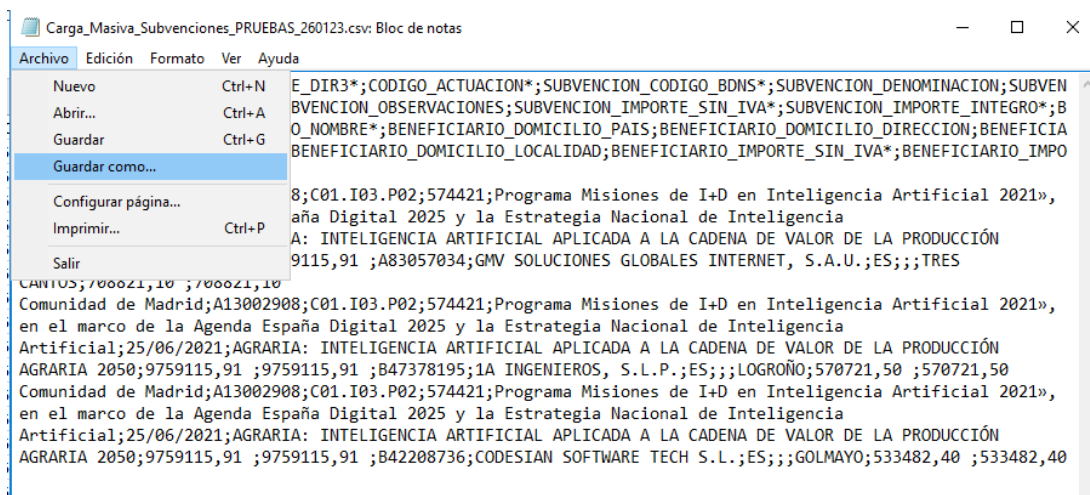 Carga_Masiva_Subvenciones_PRUEBAS_260123.csv: Bloc de notas
Archivo Edición Formato Ver Ayuda
Nuevo Ctrl+N
Abrir... Ctrl+A
Guardar Ctrl+G
Guardar como...
Configurar página...
Imprimir... Ctrl+P
Salir
E_DIR3*;CODIGO_ACTUACION*;SUBVENCION_CODIGO_BDNS*;SUBVENCION_DENOMINACION;SUBVEN
BVENCION_OBSERVACIONES;SUBVENCION_IMPORTE_SIN_IVA*;SUBVENCION_IMPORTE_INTEGRO*;B
O_NOMBRE*;BENEFICIARIO_DOMICILIO_PAIS;BENEFICIARIO_DOMICILIO_DIRECCION;BENEFICIA
BENEFICIARIO_DOMICILIO_LOCALIDAD;BENEFICIARIO_IMPORTE_SIN_IVA*;BENEFICIARIO_IMPO
8;C01.I03.P02;574421;Programa Misiones de I+D en Inteligencia Artificial 2021»,
aña Digital 2025 y la Estrategia Nacional de Inteligencia
A: INTELIGENCIA ARTIFICIAL APLICADA A LA CADENA DE VALOR DE LA PRODUCCIÓN
9115,91 ;A83057034;GMV SOLUCIONES GLOBALES INTERNET, S.A.U.;ES;;;TRES
CANTOS;708821,10 ;708821,10
Comunidad de Madrid;A13002908;C01.I03.P02;574421;Programa Misiones de I+D en Inteligencia Artificial 2021»,
en el marco de la Agenda España Digital 2025 y la Estrategia Nacional de Inteligencia
Artificial;25/06/2021;AGRARIA: INTELIGENCIA ARTIFICIAL APLICADA A LA CADENA DE VALOR DE LA PRODUCCIÓN
AGRARIA 2050;9759115,91 ;9759115,91 ;B47378195;1A INGENIEROS, S.L.P.;ES;;;LOGROÑO;570721,50 ;570721,50
Comunidad de Madrid;A13002908;C01.I03.P02;574421;Programa Misiones de I+D en Inteligencia Artificial 2021»,
en el marco de la Agenda España Digital 2025 y la Estrategia Nacional de Inteligencia
Artificial;25/06/2021;AGRARIA: INTELIGENCIA ARTIFICIAL APLICADA A LA CADENA DE VALOR DE LA PRODUCCIÓN
AGRARIA 2050;9759115,91 ;9759115,91 ;B42208736;CODESIAN SOFTWARE TECH S.L.;ES;;;GOLMAYO;533482,40 ;533482,40